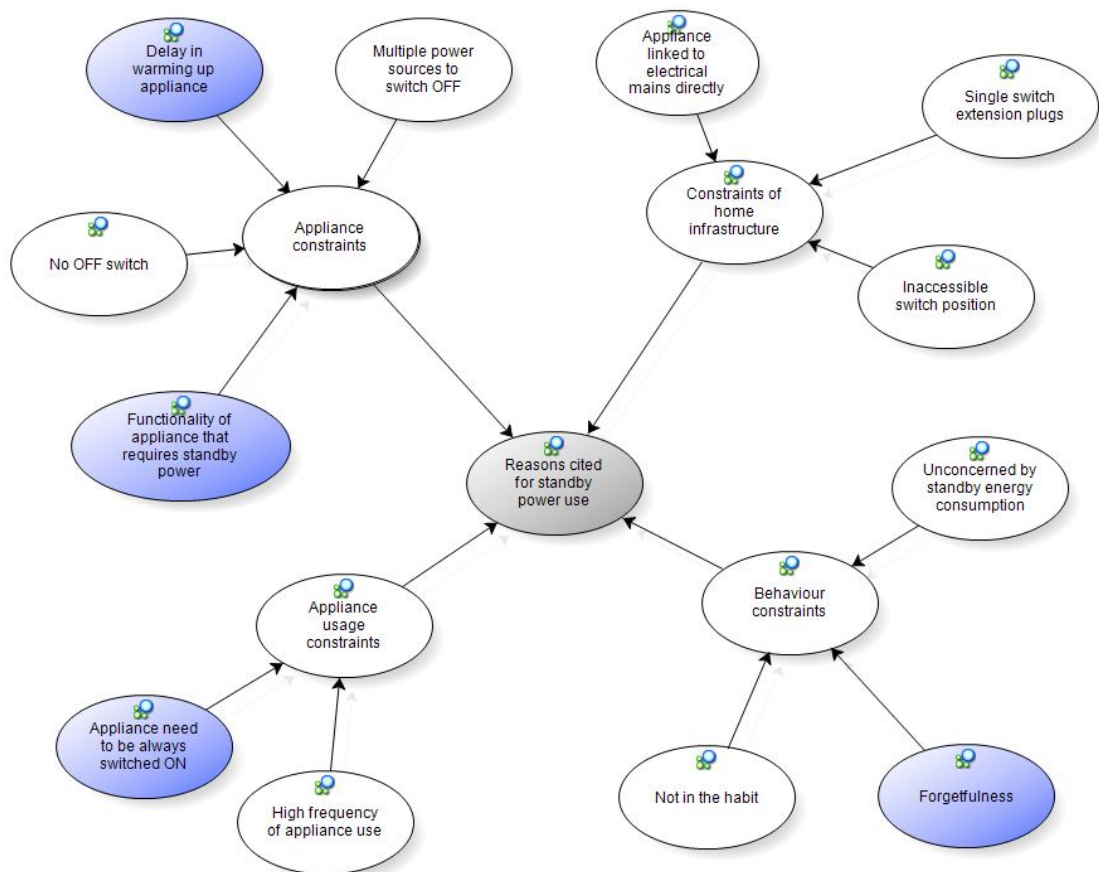 Delay in
warming up
appliance
Multiple power
sources to
switch OFF
Appliance
linked to
electrical
mains directly
Single switch
extension plugs
No OFF switch
Appliance
constraints
Constraints of
home
infrastructure
Inaccessible
switch position
Functionality of
appliance that
requires standby
power
Reasons cited
for standby
power use
Unconcerned by
standby energy
consumption
Appliance
usage
constraints
Behaviour
constraints
Appliance need
to be always
switched ON
High frequency
of appliance use
Not in the habit
Forgetfulness